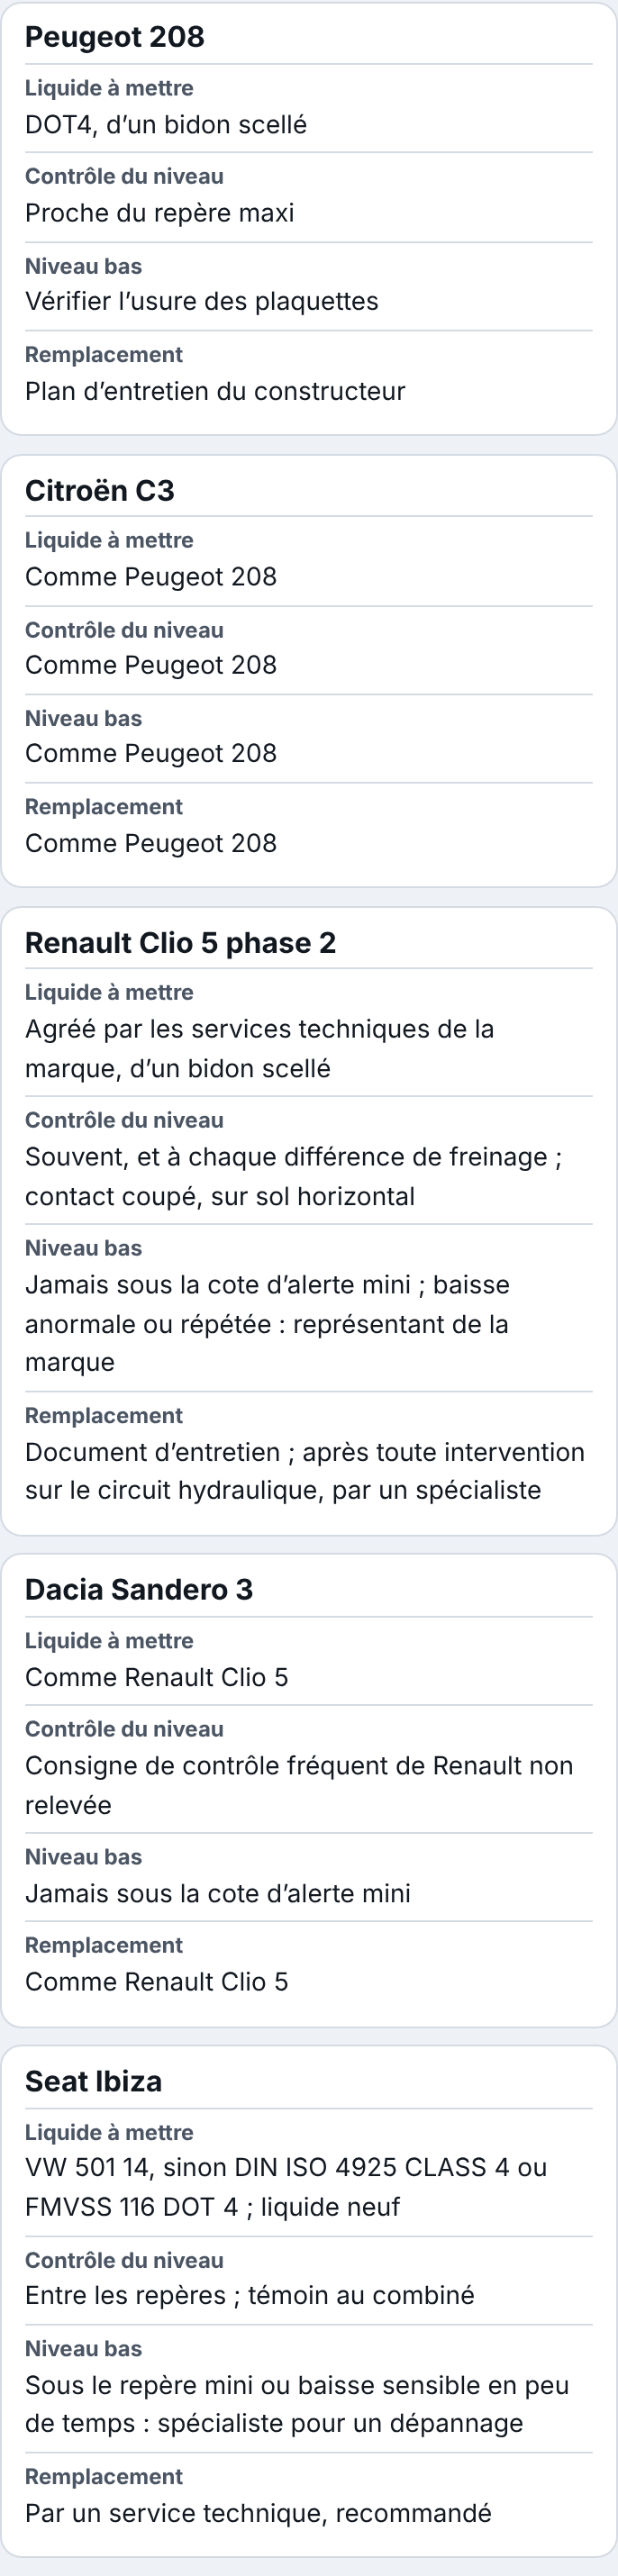 Peugeot 208
Liquide à mettre
DOT4, d’un bidon scellé
Contrôle du niveau
Proche du repère maxi
Niveau bas
Vérifier l’usure des plaquettes
Remplacement
Plan d’entretien du constructeur
Citroën C3
Liquide à mettre
Comme Peugeot 208
Contrôle du niveau
Comme Peugeot 208
Niveau bas
Comme Peugeot 208
Remplacement
Comme Peugeot 208
Renault Clio 5 phase 2
Liquide à mettre
Agréé par les services techniques de la
marque, d’un bidon scellé
Contrôle du niveau
Souvent, et à chaque différence de freinage ;
contact coupé, sur sol horizontal
Niveau bas
Jamais sous la cote d’alerte mini ; baisse
anormale ou répétée : représentant de la
marque
Remplacement
Document d’entretien ; après toute intervention
sur le circuit hydraulique, par un spécialiste
Dacia Sandero 3
Liquide à mettre
Comme Renault Clio 5
Contrôle du niveau
Consigne de contrôle fréquent de Renault non
relevée
Niveau bas
Jamais sous la cote d’alerte mini
Remplacement
Comme Renault Clio 5
Seat Ibiza
Liquide à mettre
VW 501 14, sinon DIN ISO 4925 CLASS 4 ou
FMVSS 116 DOT 4 ; liquide neuf
Contrôle du niveau
Entre les repères ; témoin au combiné
Niveau bas
Sous le repère mini ou baisse sensible en peu
de temps : spécialiste pour un dépannage
Remplacement
Par un service technique, recommandé